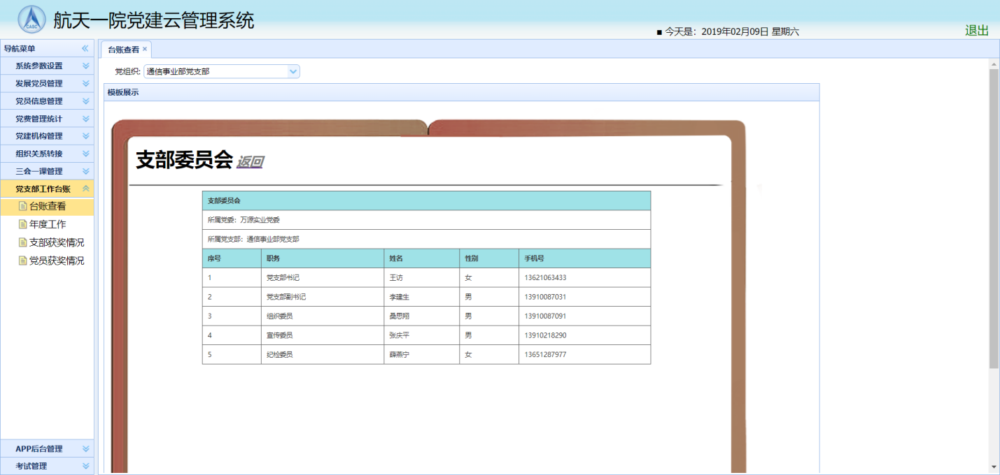 CASC
航天一院党建云管理系统
■ 今天是：2019年02月09日 星期六
退出
导航菜单
系统参数设置
发展党员管理
党员信息管理
党费管理统计
党建机构管理
组织关系转接
三会一课管理
党支部工作台账
台账查看
年度工作
支部获奖情况
党员获奖情况
APP后台管理
考试管理
台账查看 ×
党组织: 通信事业部党支部
模板展示
支部委员会 返回
支部委员会
所属党委：万源实业党委
所属党支部：通信事业部党支部
序号 职务 姓名 性别 手机号
1 党支部书记 王访 女 13621063433
2 党支部副书记 李建生 男 13910087031
3 组织委员 桑思翔 男 13910087091
4 宣传委员 张庆平 男 13910218290
5 纪检委员 薛燕宁 女 13651287977